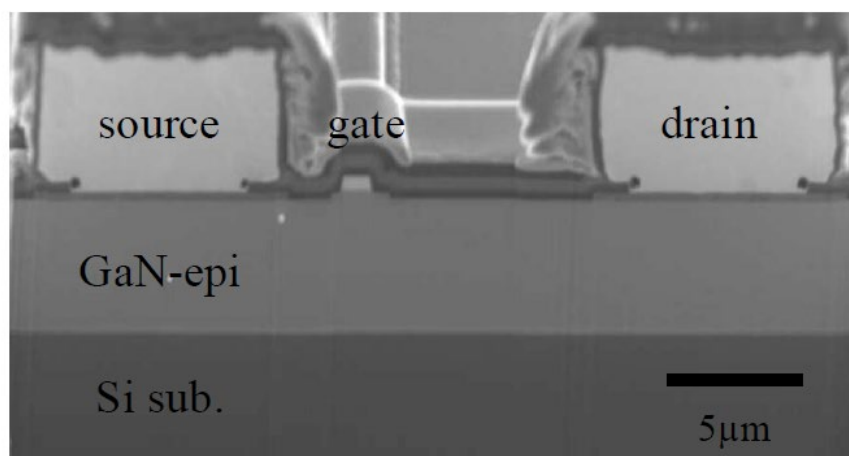 source
gate
drain
GaN-epi
Si sub.
5μm